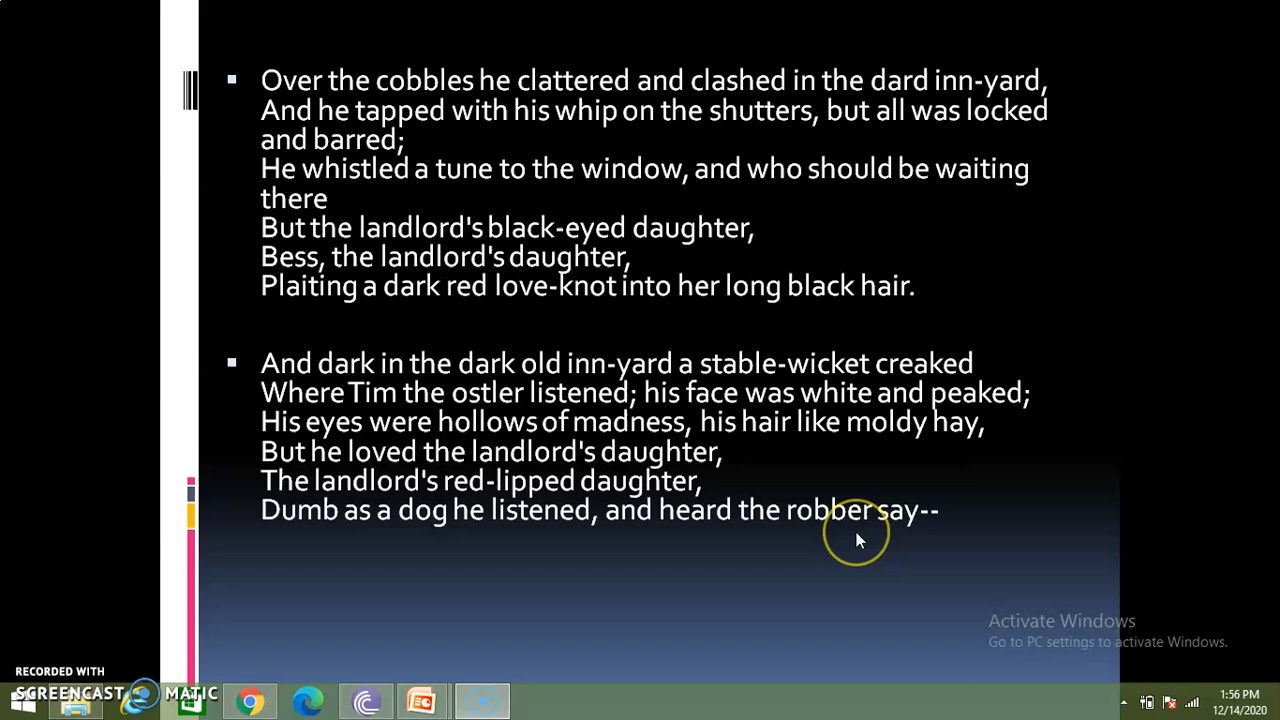 Over the cobbles he clattered and clashed in the dard inn-yard,
And he tapped with his whip on the shutters, but all was locked
and barred;
He whistled a tune to the window, and who should be waiting
there
But the landlord's black-eyed daughter,
Bess, the landlord's daughter,
Plaiting a dark red love-knot into her long black hair.
And dark in the dark old inn-yard a stable-wicket creaked
Where Tim the ostler listened; his face was white and peaked;
His eyes were hollows of madness, his hair like moldy hay,
But he loved the landlord's daughter,
The landlord's red-lipped daughter,
Dumb as a dog he listened, and heard the robber say--
Activate Windows
Go to PC settings to activate Windows.
RECORDED WITH
SCREENCAST MATIC
1:56 PM
12/14/2020